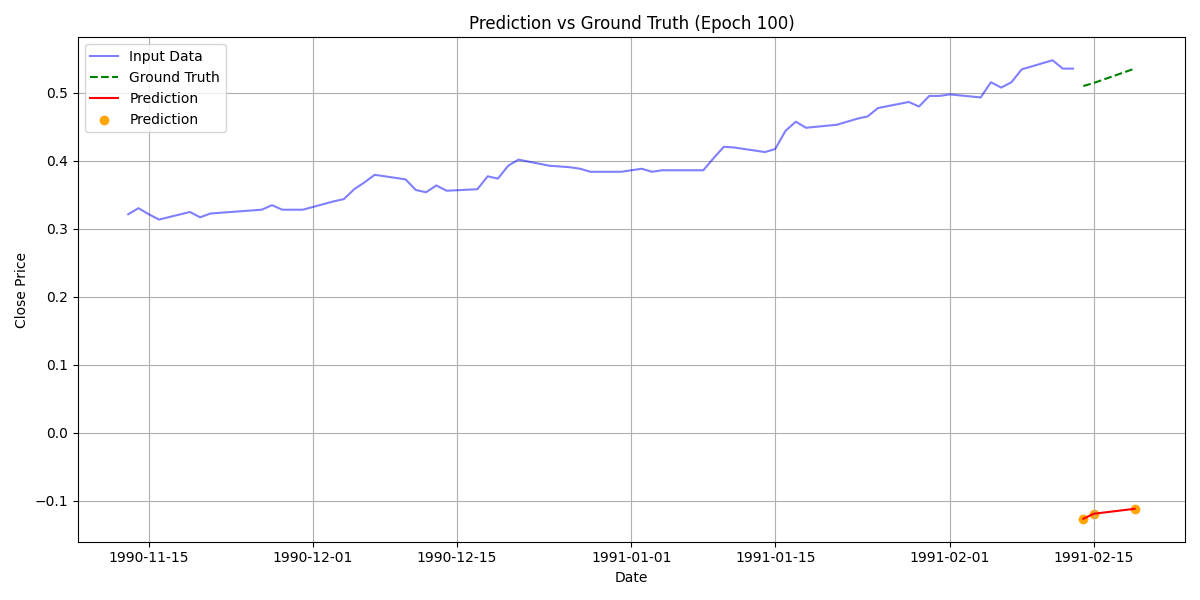 Prediction vs Ground Truth (Epoch 100)
Input Data
Ground Truth
Prediction
Prediction
Close Price
0.5
0.4
0.3
0.2
0.1
0.0
−0.1
1990-11-15
1990-12-01
1990-12-15
1991-01-01
1991-01-15
1991-02-01
1991-02-15
Date